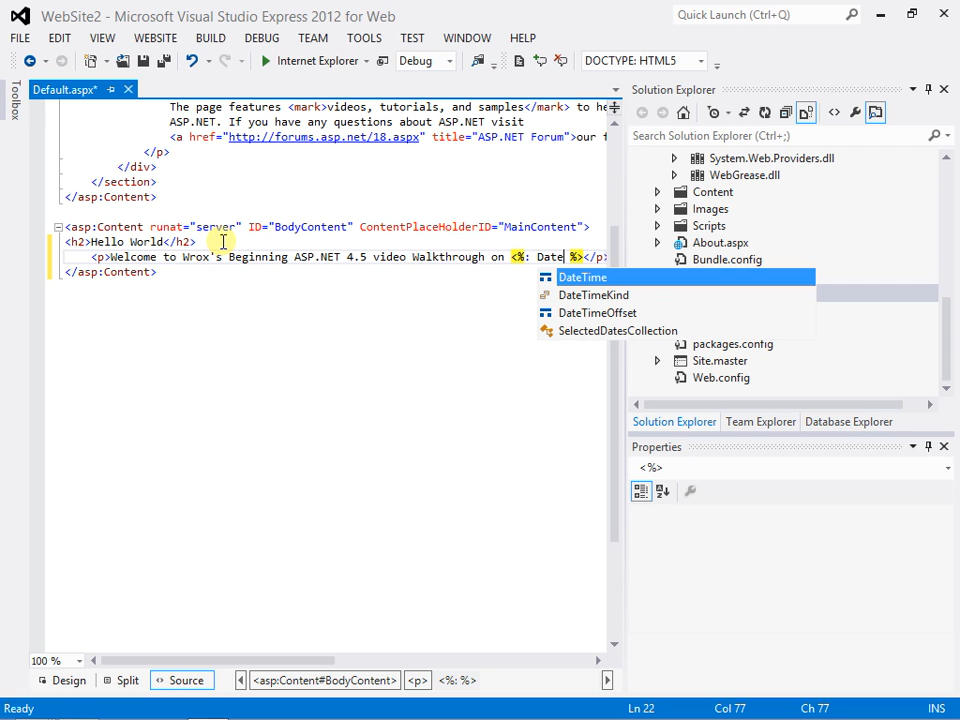 WebSite2 - Microsoft Visual Studio Express 2012 for Web
Quick Launch (Ctrl+Q)
FILE EDIT VIEW WEBSITE BUILD DEBUG TEAM TOOLS TEST WINDOW HELP
Internet Explorer Debug DOCTYPE: HTML5
Toolbox
Default.aspx*
The page features <mark>videos, tutorials, and samples</mark> to he
ASP.NET. If you have any questions about ASP.NET visit
<a href="http://forums.asp.net/18.aspx" title="ASP.NET Forum">our f
</p>
</div>
</section>
</asp:Content>
<asp:Content runat="server" ID="BodyContent" ContentPlaceHolderID="MainContent">
<h2>Hello World</h2>
<p>Welcome to Wrox's Beginning ASP.NET 4.5 video Walkthrough on <%: Date %></p>
</asp:Content>
DateTime
DateTimeKind
DateTimeOffset
SelectedDatesCollection
100 %
Design Split Source <asp:Content#BodyContent> <p> <%: %>
Solution Explorer
Search Solution Explorer (Ctrl+;)
System.Web.Providers.dll
WebGrease.dll
Content
Images
Scripts
About.aspx
Bundle.config
packages.config
Site.master
Web.config
Solution Explorer Team Explorer Database Explorer
Properties
<%>
Ready Ln 22 Col 77 Ch 77 INS